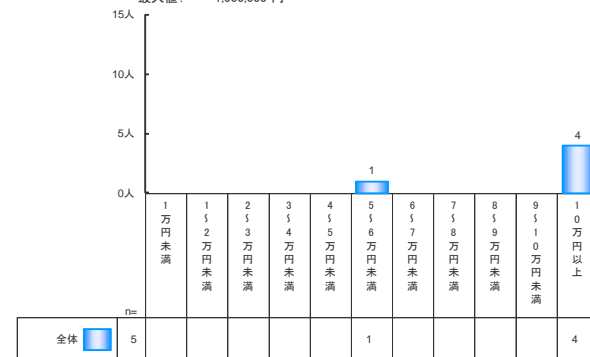 15人
10人
5人
0人
1
4
1万円未満
1～2万円未満
2～3万円未満
3～4万円未満
4～5万円未満
5～6万円未満
6～7万円未満
7～8万円未満
8～9万円未満
9～10万円未満
10万円以上
n=
全体 5 1 4